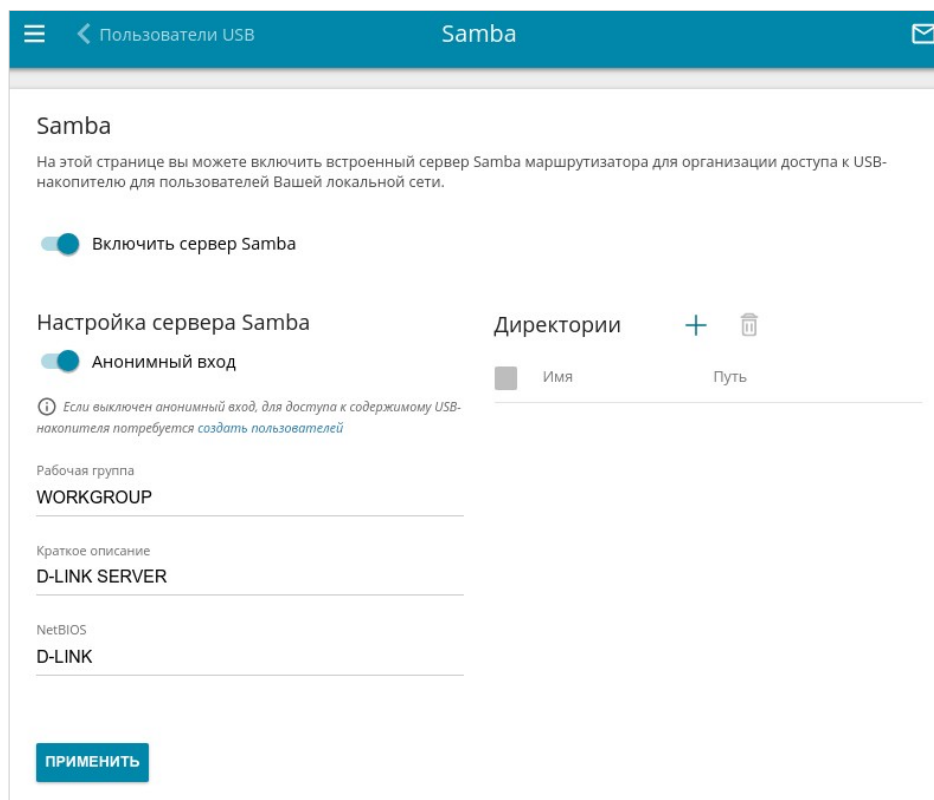 Пользователи USB
Samba
Samba
На этой странице вы можете включить встроенный сервер Samba маршрутизатора для организации доступа к USB-
накопителю для пользователей Вашей локальной сети.
Включить сервер Samba
Настройка сервера Samba
Анонимный вход
Если выключен анонимный вход, для доступа к содержимому USB-
накопителя потребуется создать пользователей
Рабочая группа
WORKGROUP
Краткое описание
D-LINK SERVER
NetBIOS
D-LINK
ПРИМЕНИТЬ
Директории
Имя Путь